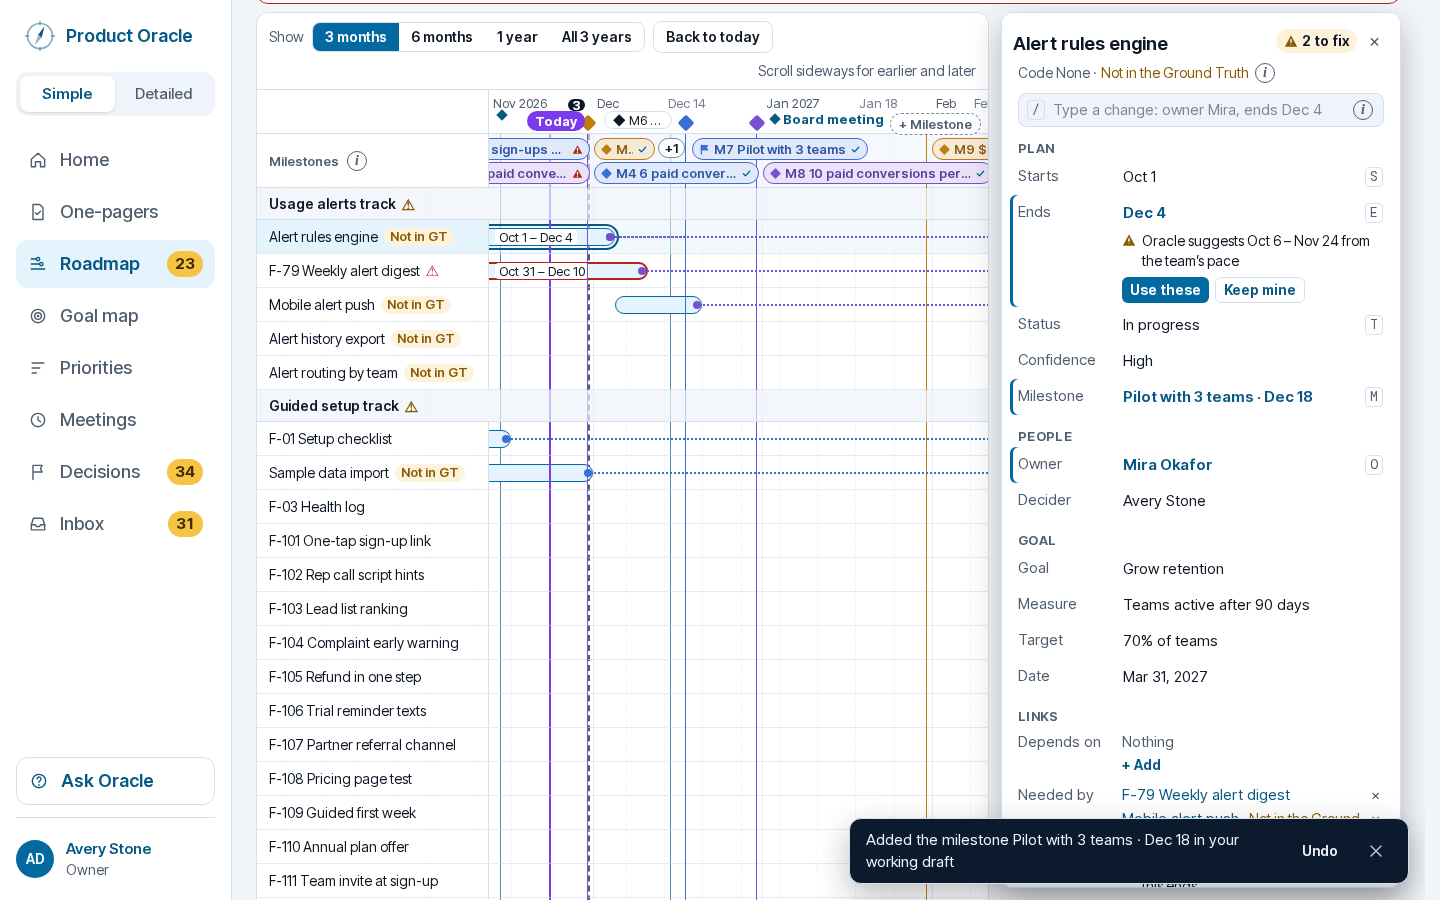 Product Oracle
Simple
Detailed
Home
One-pagers
Roadmap
23
Goal map
Priorities
Meetings
Decisions
34
Inbox
31
Ask Oracle
AD
Avery Stone
Owner
Show
3 months
6 months
1 year
All 3 years
Back to today
Scroll sideways for earlier and later
Nov 2026
3
Dec
Dec 14
Jan 2027
Jan 18
Feb
Today
M6 ...
Board meeting
+ Milestone
Milestones
i
sign-ups ...
M..
+1
M7 Pilot with 3 teams
M9 $
paid conve...
M4 6 paid conver...
M8 10 paid conversions per...
Usage alerts track
Alert rules engine
Not in GT
Oct 1 – Dec 4
F-79 Weekly alert digest
Oct 31 – Dec 10
Mobile alert push
Not in GT
Alert history export
Not in GT
Alert routing by team
Not in GT
Guided setup track
F-01 Setup checklist
Sample data import
Not in GT
F-03 Health log
F-101 One-tap sign-up link
F-102 Rep call script hints
F-103 Lead list ranking
F-104 Complaint early warning
F-105 Refund in one step
F-106 Trial reminder texts
F-107 Partner referral channel
F-108 Pricing page test
F-109 Guided first week
F-110 Annual plan offer
F-111 Team invite at sign-up
Alert rules engine
2 to fix
×
Code None · Not in the Ground Truth
i
/
Type a change: owner Mira, ends Dec 4
i
PLAN
Starts
Oct 1
S
Ends
Dec 4
E
Oracle suggests Oct 6 – Nov 24 from
the team's pace
Use these
Keep mine
Status
In progress
T
Confidence
High
Milestone
Pilot with 3 teams · Dec 18
M
PEOPLE
Owner
Mira Okafor
O
Decider
Avery Stone
GOAL
Goal
Grow retention
Measure
Teams active after 90 days
Target
70% of teams
Date
Mar 31, 2027
LINKS
Depends on
Nothing
+ Add
Needed by
F-79 Weekly alert digest
×
Mobile alert push · Not in the Ground
Added the milestone Pilot with 3 teams · Dec 18 in your
working draft
Undo
this ends